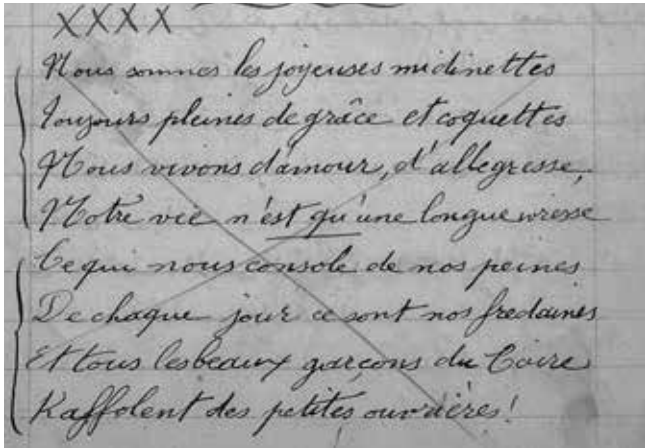 XXXX
Nous sommes les joyeuses midinettes
Toujours pleines de grâce et coquettes
Nous vivons d'amour, d'allegresse,
Notre vie n'est qu'une longue ivresse
Ce qui nous console de nos peines
De chaque jour ce sont nos fredaines
Et tous les beaux garçons du Caire
Raffolent des petites ouvrières!